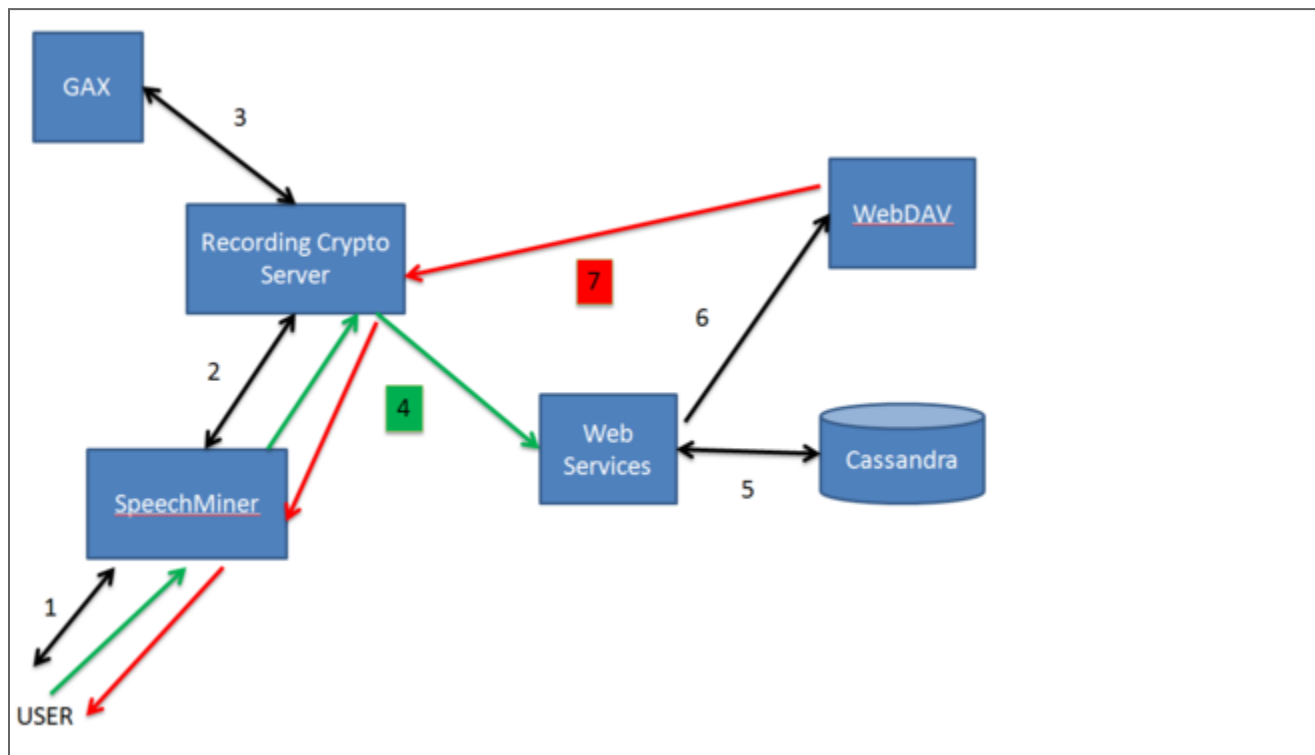 GAX
3
Recording Crypto
Server
WebDAV
7
6
2
4
Web
Services
Cassandra
5
SpeechMiner
1
USER